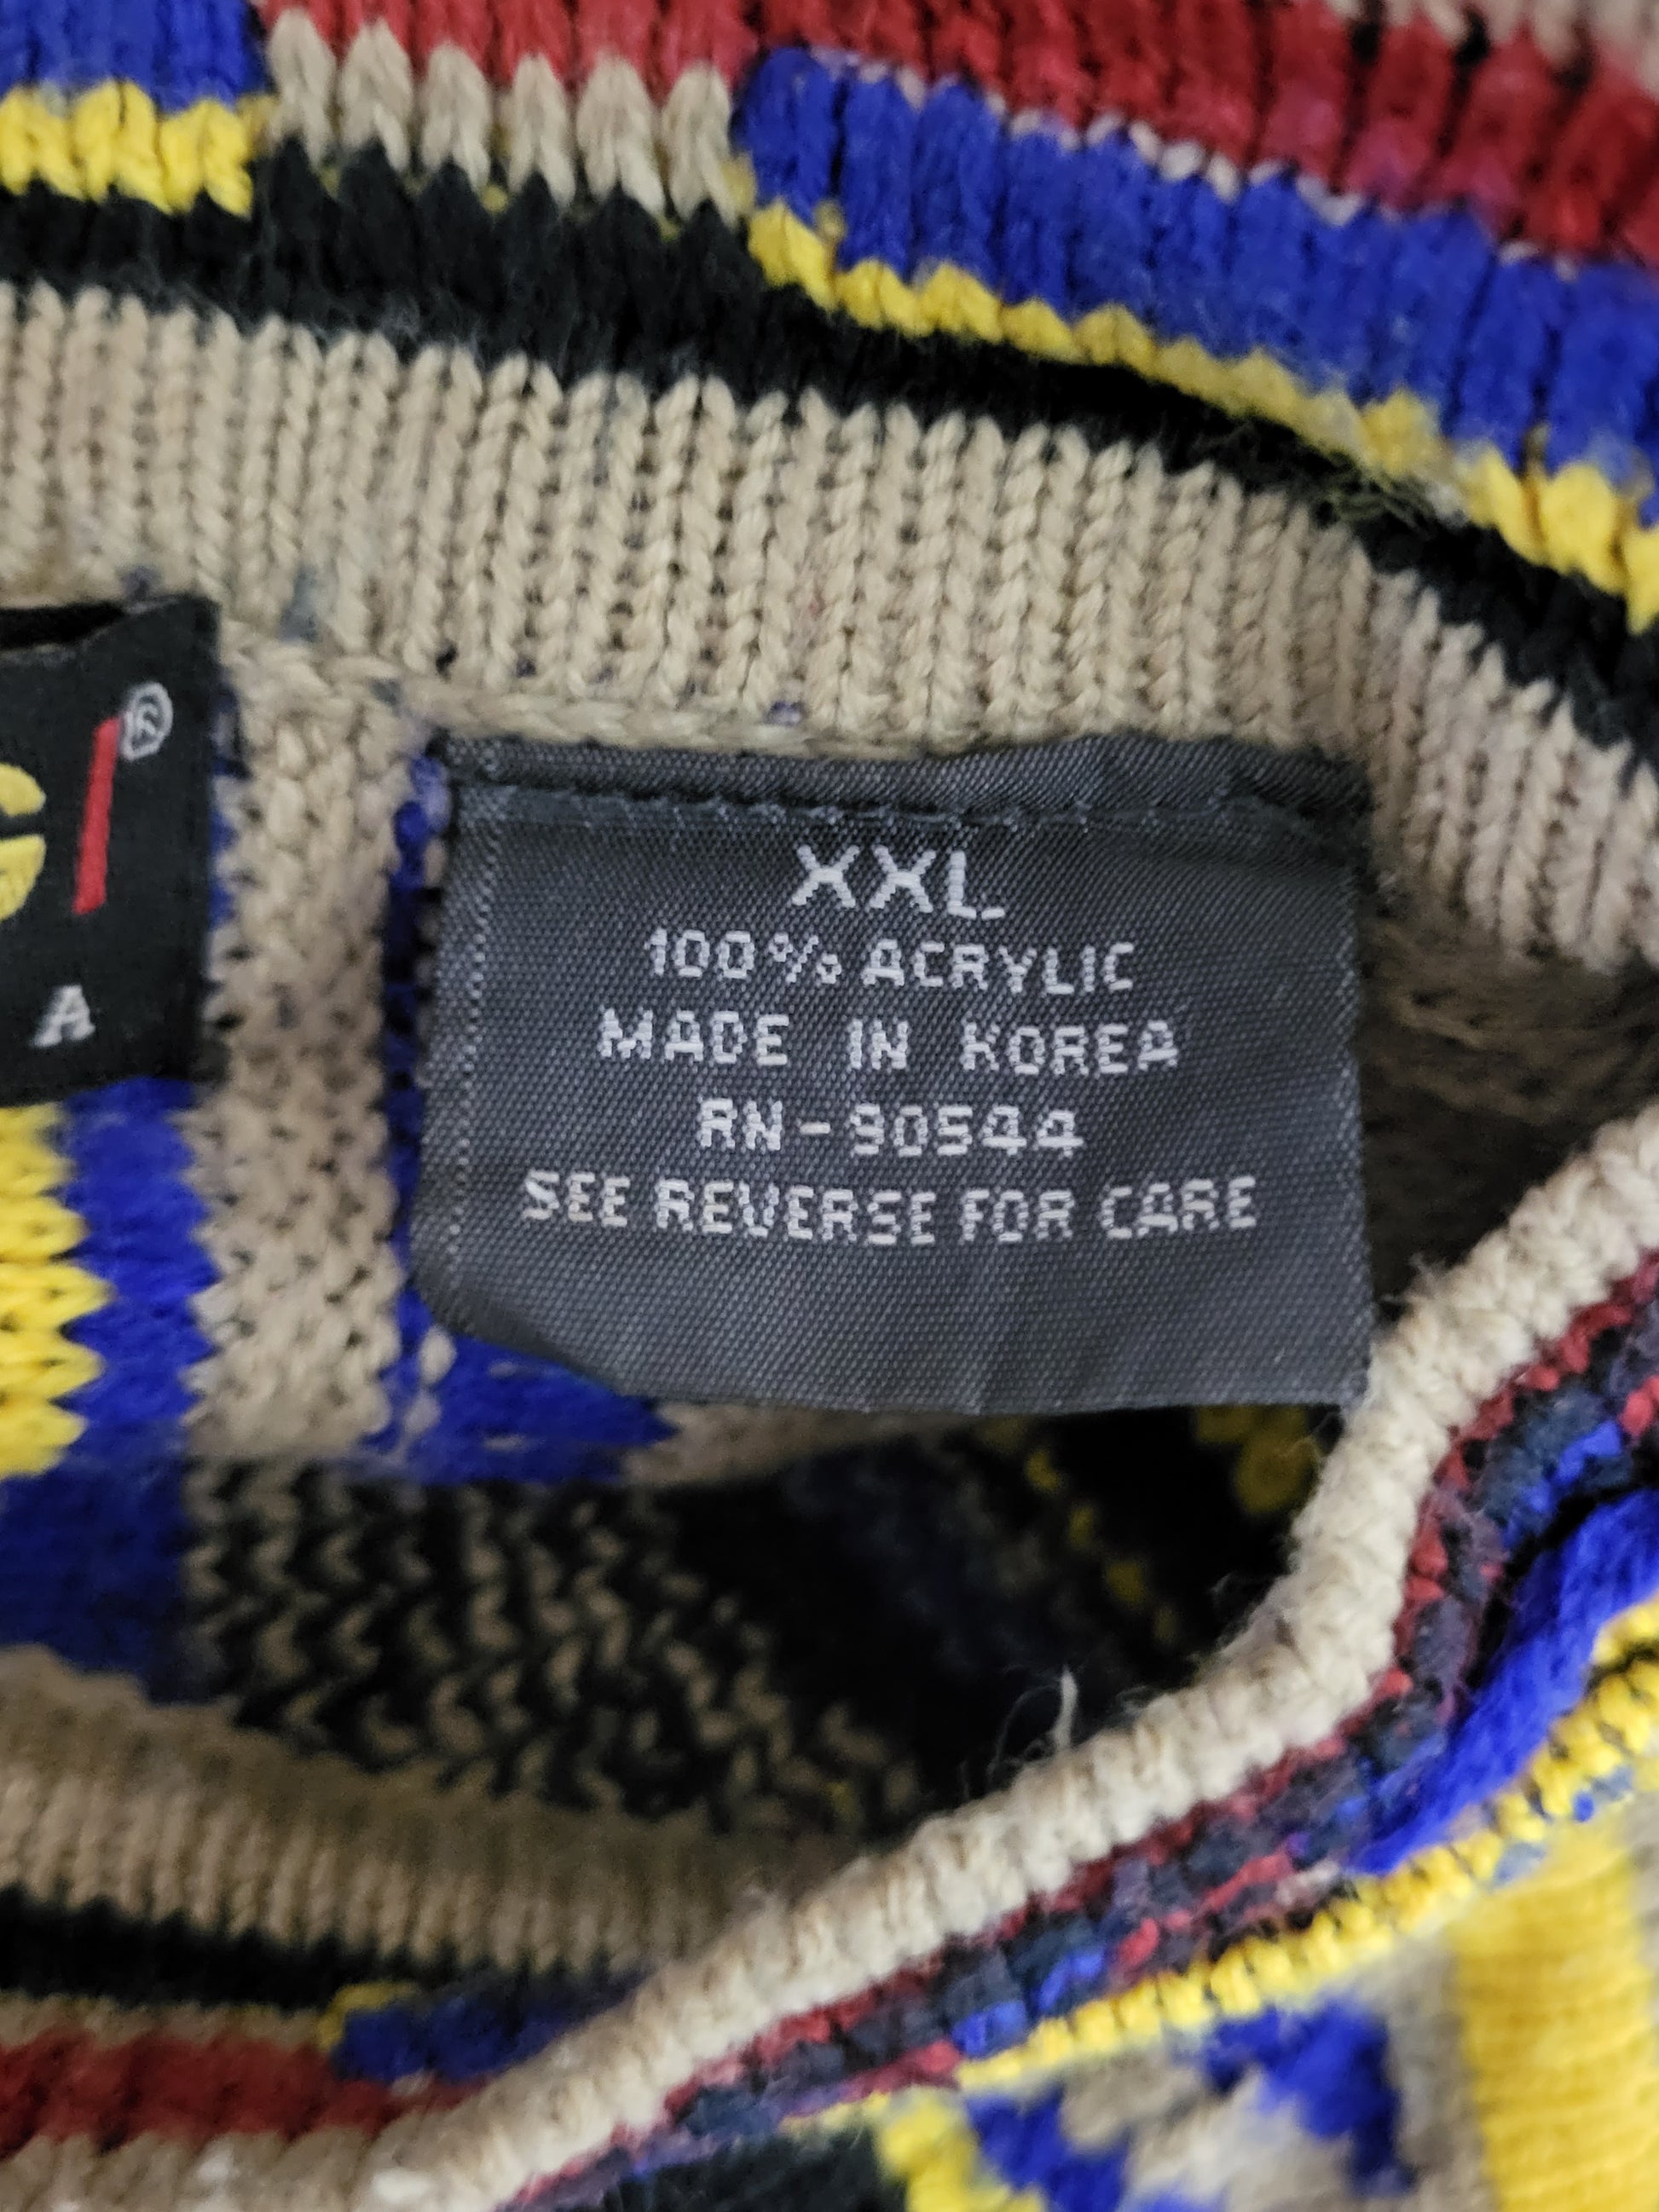 G/®
A
XXL
100% ACRYLIC
MADE IN KOREA
RN-90544
SEE REVERSE FOR CARE